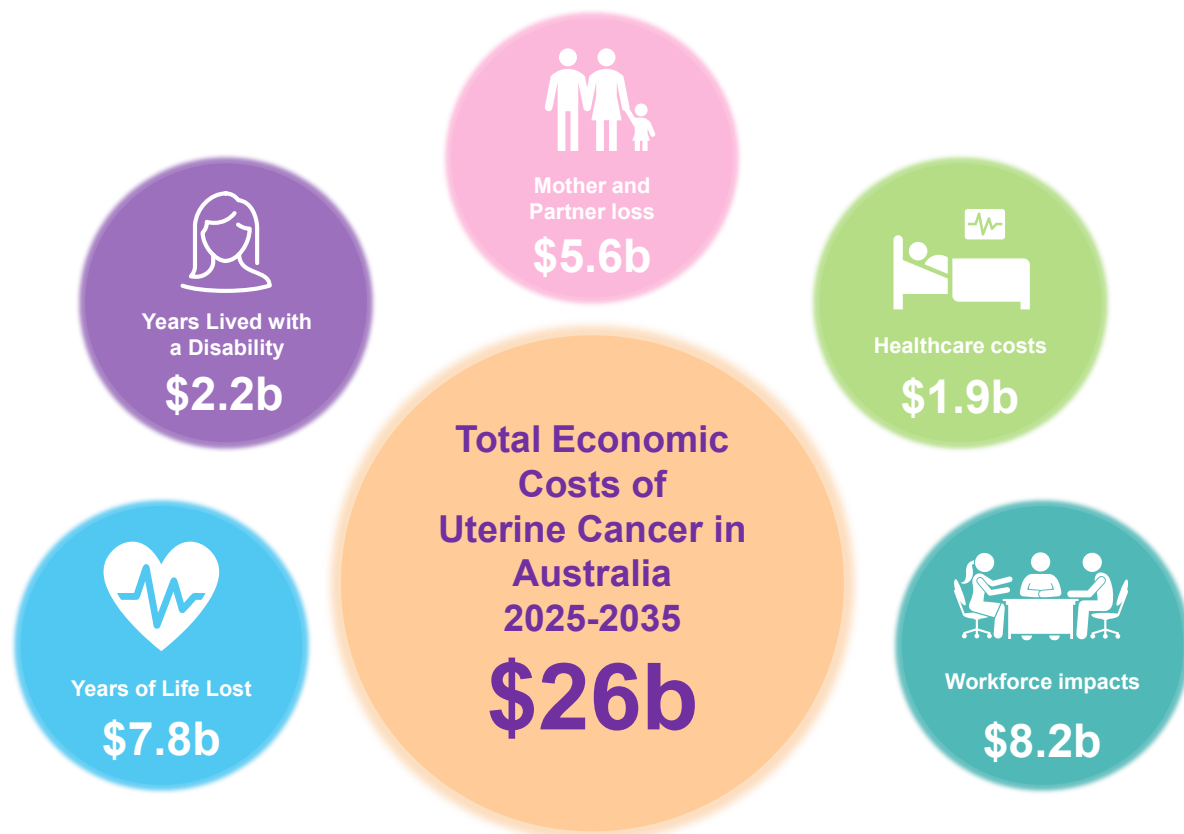 Mother and
Partner loss
$5.6b
Years Lived with
a Disability
$2.2b
Healthcare costs
$1.9b
Total Economic
Costs of
Uterine Cancer in
Australia
2025-2035
$26b
Years of Life Lost
$7.8b
Workforce impacts
$8.2b